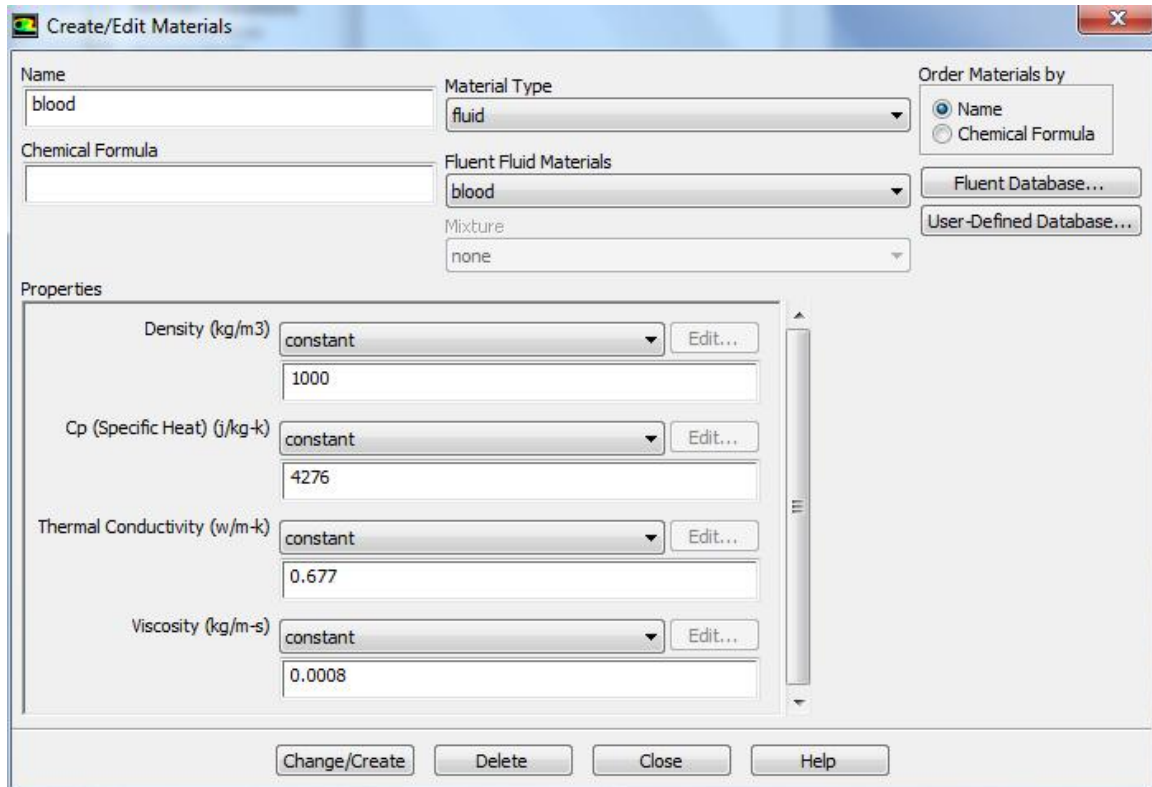 Create/Edit Materials
Name
blood
Chemical Formula
Material Type
fluid
Fluent Fluid Materials
blood
Mixture
none
Order Materials by
Name
Chemical Formula
Fluent Database...
User-Defined Database...
Properties
Density (kg/m3)
constant
Edit...
1000
Cp (Specific Heat) (j/kg-k)
constant
Edit...
4276
Thermal Conductivity (w/m-k)
constant
Edit...
0.677
Viscosity (kg/m-s)
constant
Edit...
0.0008
Change/Create
Delete
Close
Help